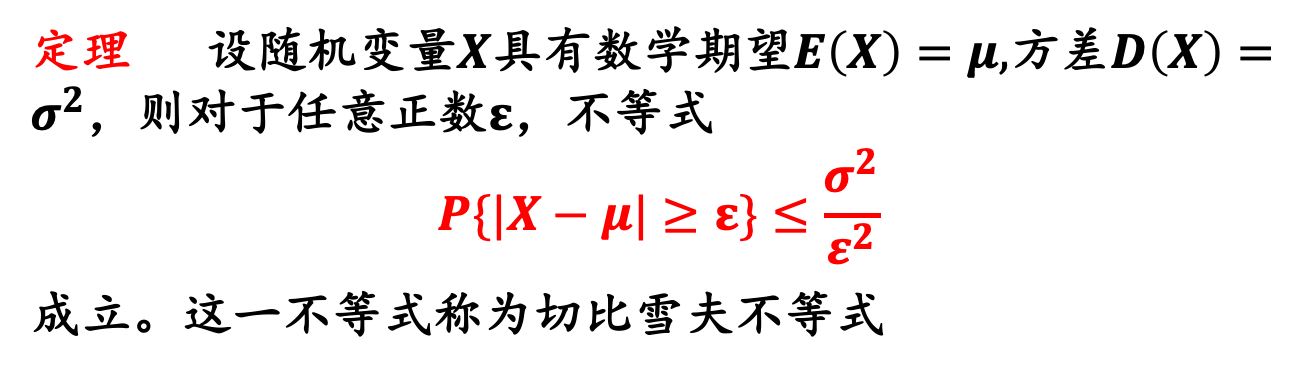 定理 设随机变量X具有数学期望E(X) = μ,方差D(X) =
σ²，则对于任意正数ε，不等式
P{|X − μ| ≥ ε} ≤ σ²/ε²
成立。这一不等式称为切比雪夫不等式